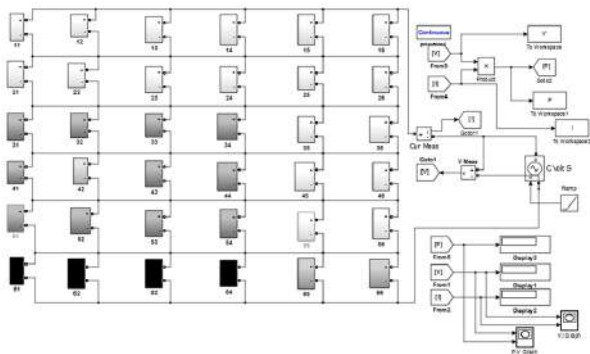 11 12 13 14 15 16
21 22 23 24 25 26
31 32 33 34 35 36
41 42 43 44 45 46
52 53 54 55 56
61 62 63 64 65 66
Continuous
[V]
From3
[I]
From4
×
Product
V
To Workspace
[P]
Goto2
P
To Workspace1
I
To Workspace2
[I]
Goto1
Cur Meas
Goto1
[V]
V Meas
C Volt S
Ramp
[P]
From5
[V]
From1
[I]
From2
Display3
Display1
Display2
V.I Graph
P.V. Graph